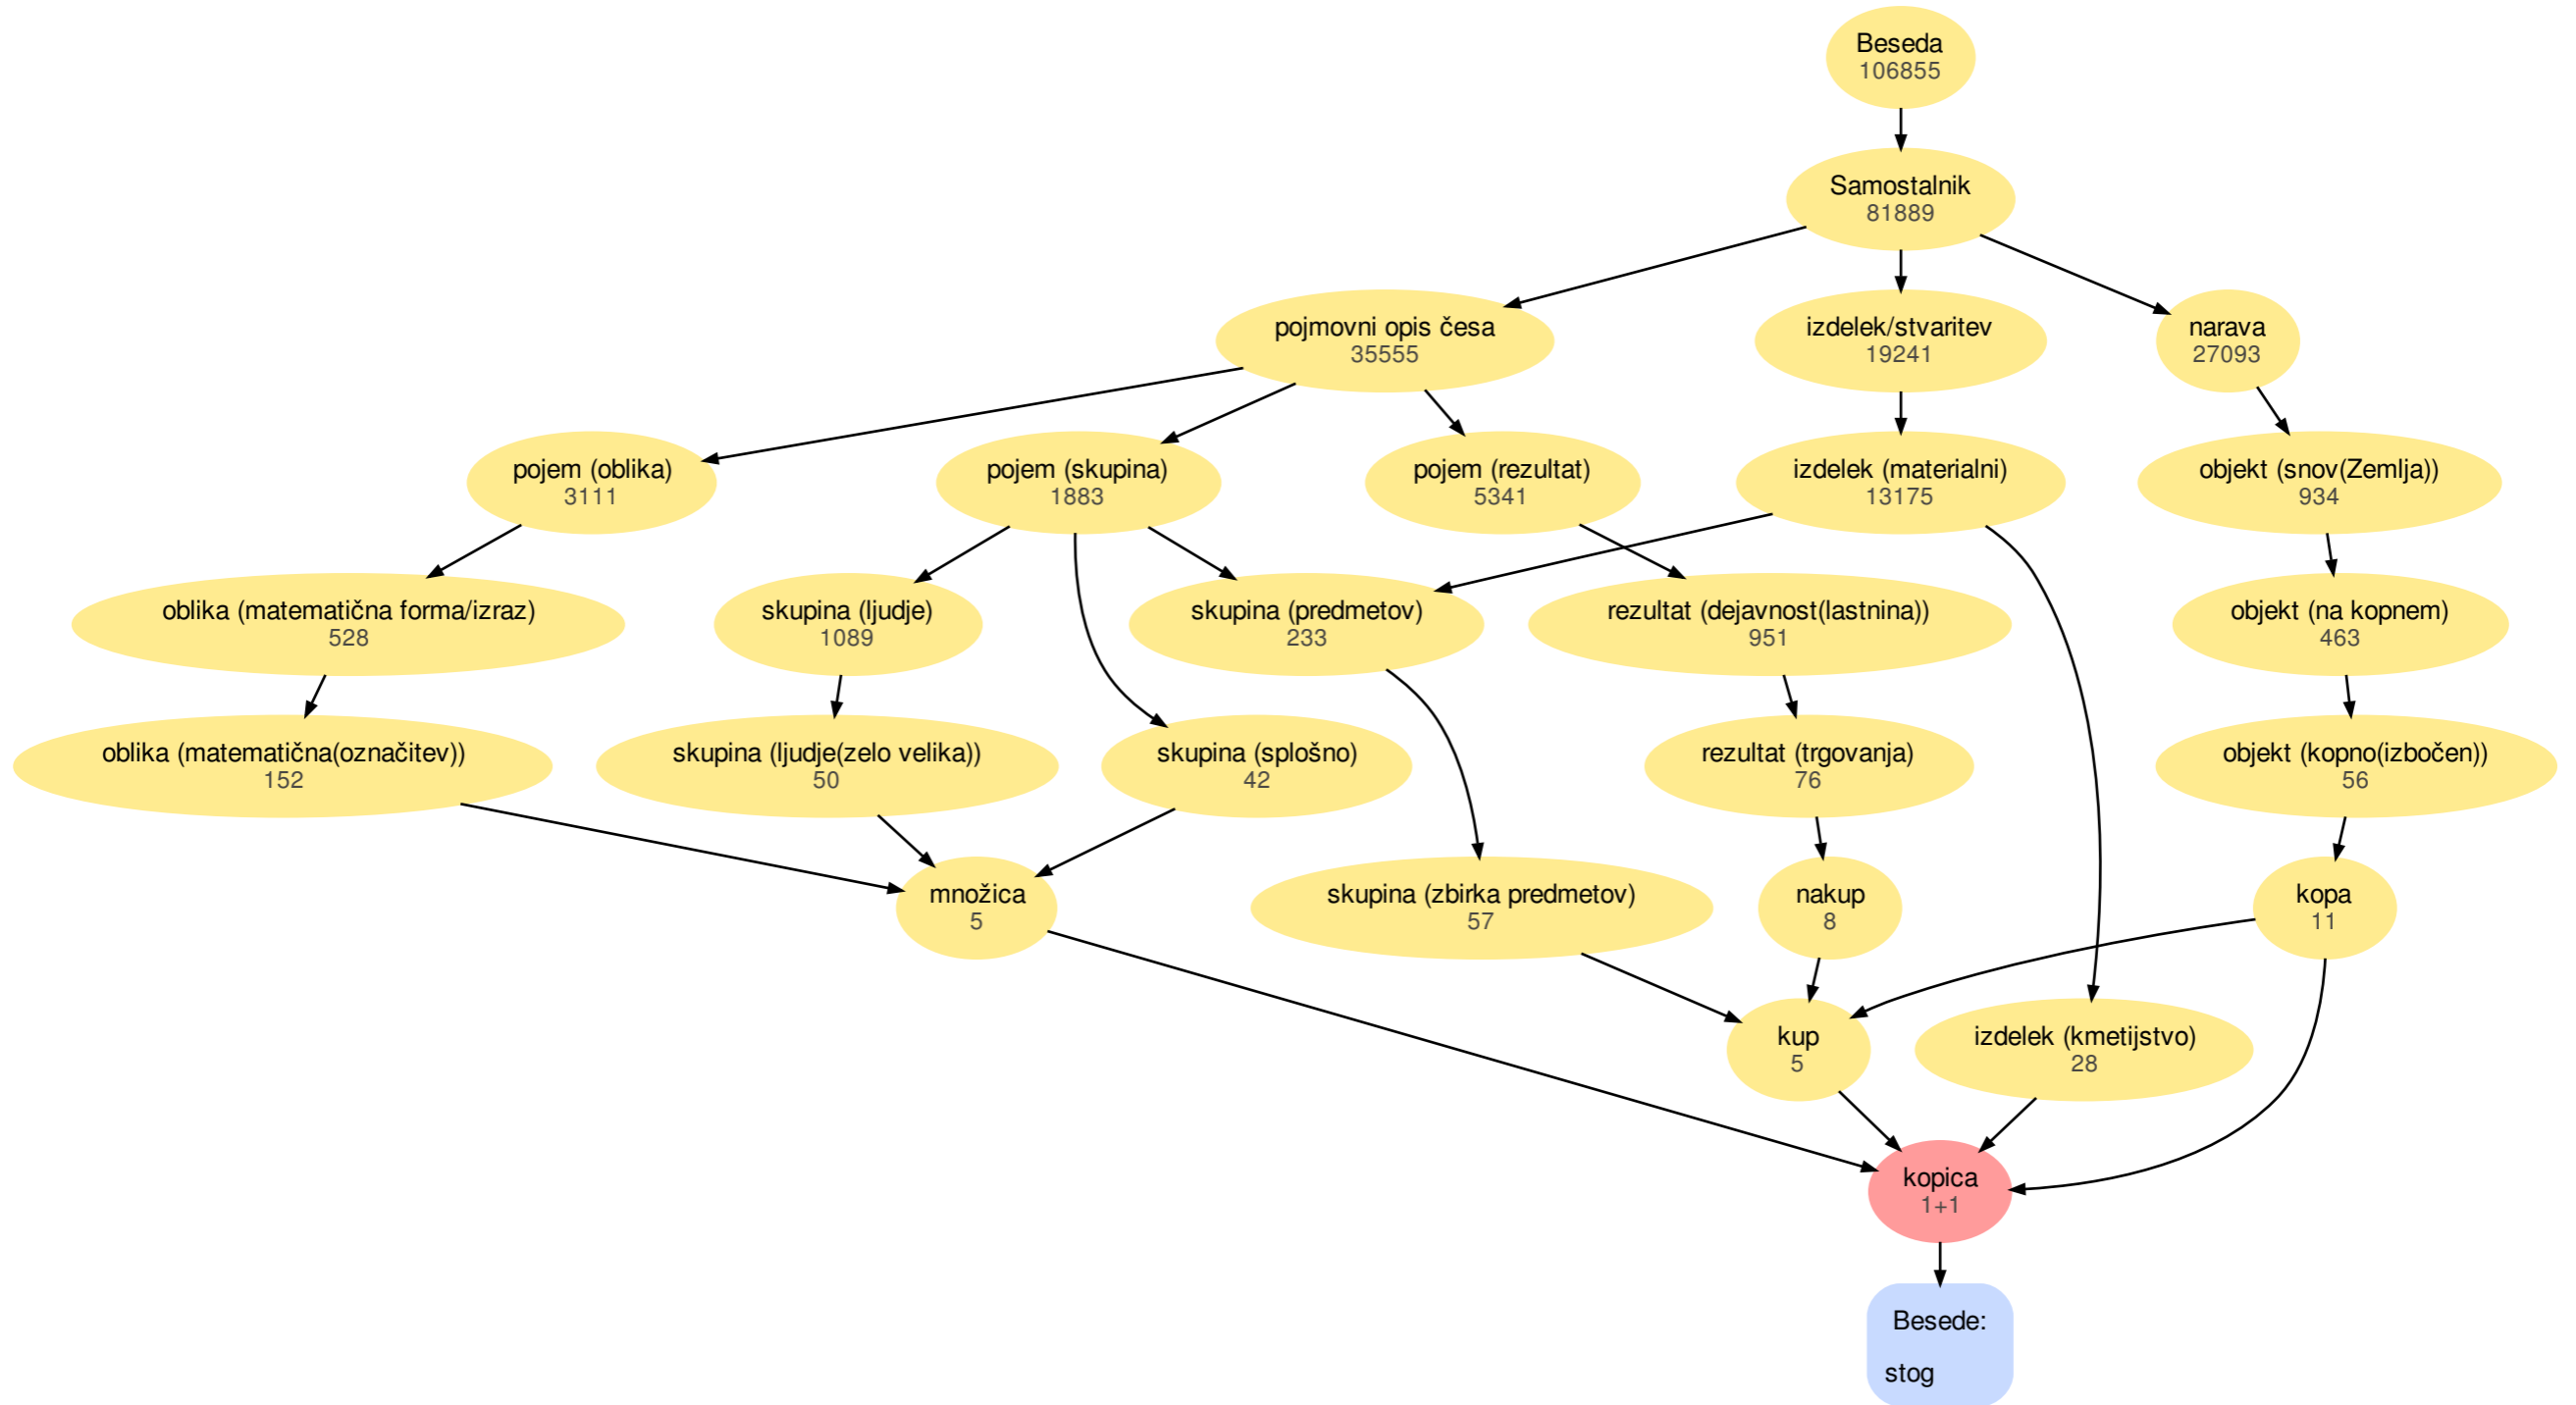 Beseda
106855
Samostalnik
81889
pojmovni opis česa
35555
izdelek/stvaritev
19241
narava
27093
pojem (oblika)
3111
pojem (skupina)
1883
pojem (rezultat)
5341
izdelek (materialni)
13175
objekt (snov(Zemlja))
934
oblika (matematična forma/izraz)
528
skupina (ljudje)
1089
skupina (predmetov)
233
rezultat (dejavnost(lastnina))
951
objekt (na kopnem)
463
oblika (matematična(označitev))
152
skupina (ljudje(zelo velika))
50
skupina (splošno)
42
rezultat (trgovanja)
76
objekt (kopno(izbočen))
56
množica
5
skupina (zbirka predmetov)
57
nakup
8
kopa
11
kup
5
izdelek (kmetijstvo)
28
kopica
1+1
Besede:
stog